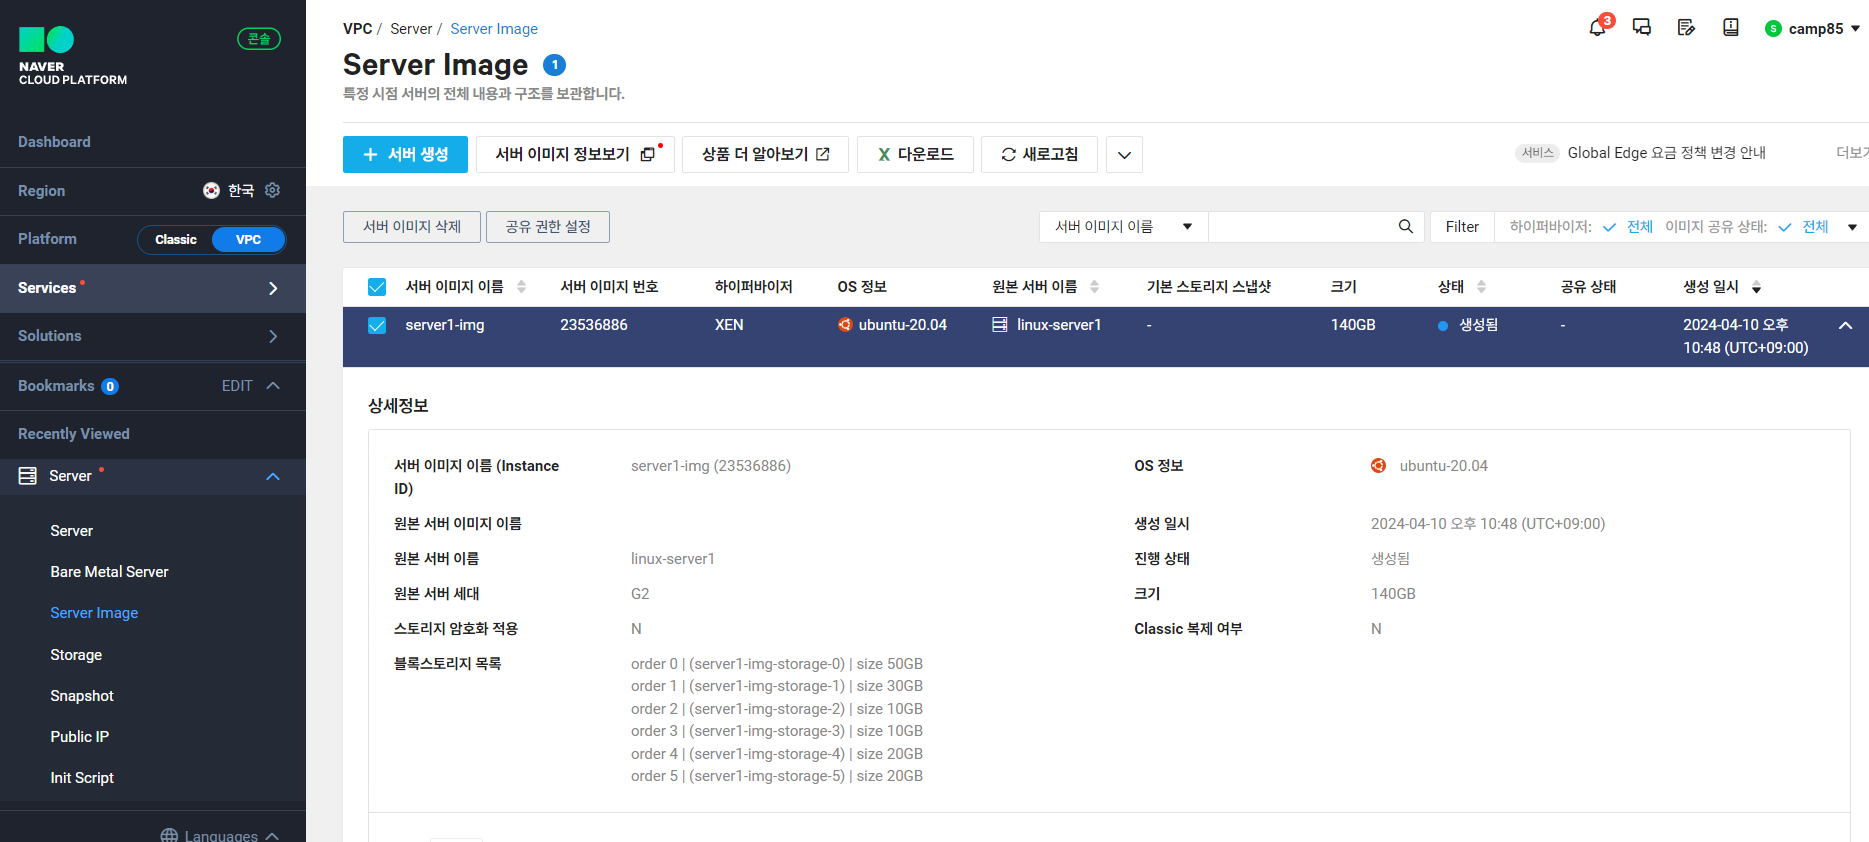 NAVER
CLOUD PLATFORM
콘솔
Dashboard
Region 한국
Platform Classic VPC
Services
Solutions
Bookmarks 0 EDIT
Recently Viewed
Server
Server
Bare Metal Server
Server Image
Storage
Snapshot
Public IP
Init Script
Languages
VPC / Server / Server Image
3 S camp85
Server Image 1
특정 시점 서버의 전체 내용과 구조를 보관합니다.
+ 서버 생성 서버 이미지 정보보기 상품 더 알아보기 X 다운로드 새로고침
서비스 Global Edge 요금 정책 변경 안내 더보기
서버 이미지 삭제 공유 권한 설정 서버 이미지 이름 Filter 하이퍼바이저: 전체 이미지 공유 상태: 전체
서버 이미지 이름 서버 이미지 번호 하이퍼바이저 OS 정보 원본 서버 이름 기본 스토리지 스냅샷 크기 상태 공유 상태 생성 일시
server1-img 23536886 XEN ubuntu-20.04 linux-server1 - 140GB 생성됨 - 2024-04-10 오후
10:48 (UTC+09:00)
상세정보
서버 이미지 이름 (Instance
ID) server1-img (23536886) OS 정보 ubuntu-20.04
원본 서버 이미지 이름 생성 일시 2024-04-10 오후 10:48 (UTC+09:00)
원본 서버 이름 linux-server1 진행 상태 생성됨
원본 서버 세대 G2 크기 140GB
스토리지 암호화 적용 N Classic 복제 여부 N
블록스토리지 목록 order 0 | (server1-img-storage-0) | size 50GB
order 1 | (server1-img-storage-1) | size 30GB
order 2 | (server1-img-storage-2) | size 10GB
order 3 | (server1-img-storage-3) | size 10GB
order 4 | (server1-img-storage-4) | size 20GB
order 5 | (server1-img-storage-5) | size 20GB